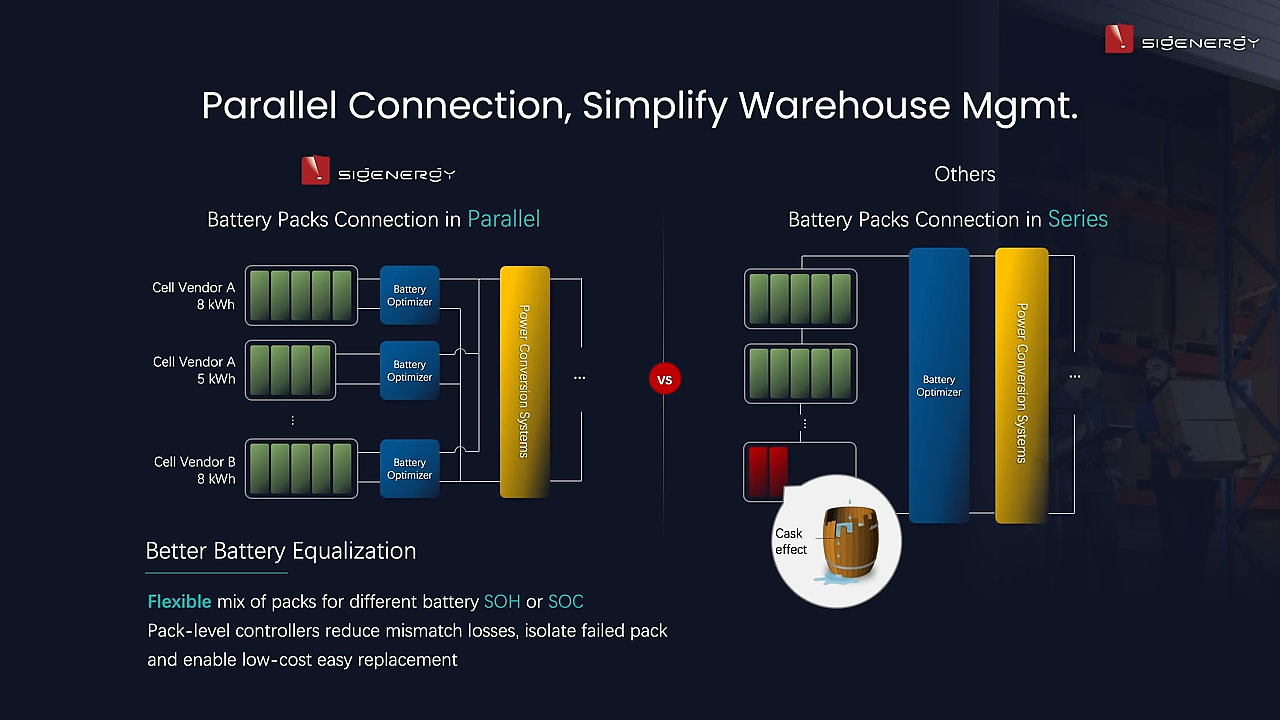 SIGENERGY
Parallel Connection, Simplify Warehouse Mgmt.
SIGENERGY
Battery Packs Connection in Parallel
Cell Vendor A
8 kWh
Battery
Optimizer
Cell Vendor A
5 kWh
Battery
Optimizer
⋮
Cell Vendor B
8 kWh
Battery
Optimizer
Power Conversion Systems
...
VS
Others
Battery Packs Connection in Series
⋮
Battery
Optimizer
Power Conversion Systems
...
Cask
effect
Better Battery Equalization
Flexible mix of packs for different battery SOH or SOC
Pack-level controllers reduce mismatch losses, isolate failed pack
and enable low-cost easy replacement